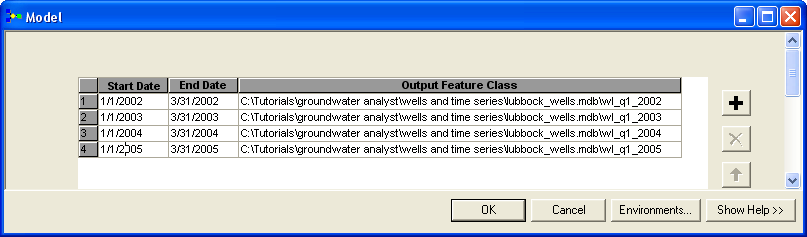 Model
Start Date End Date Output Feature Class
1 1/1/2002 3/31/2002 C:\Tutorials\groundwater analyst\wells and time series\lubbock_wells.mdb\wl_q1_2002
2 1/1/2003 3/31/2003 C:\Tutorials\groundwater analyst\wells and time series\lubbock_wells.mdb\wl_q1_2003
3 1/1/2004 3/31/2004 C:\Tutorials\groundwater analyst\wells and time series\lubbock_wells.mdb\wl_q1_2004
4 1/1/2005 3/31/2005 C:\Tutorials\groundwater analyst\wells and time series\lubbock_wells.mdb\wl_q1_2005
OK Cancel Environments... Show Help >>